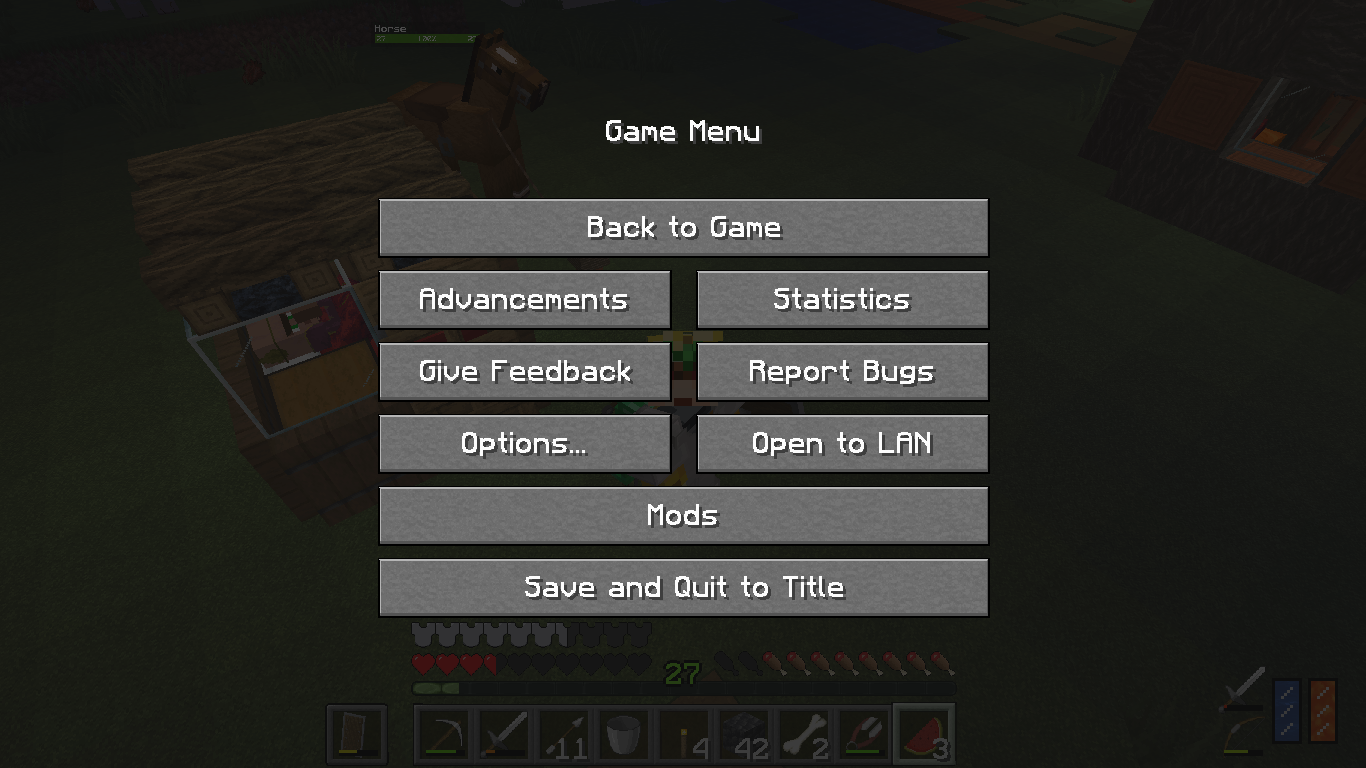 Horse
Game Menu
Back to Game
Advancements
Statistics
Give Feedback
Report Bugs
Options...
Open to LAN
Mods
Save and Quit to Title
27
11
4
42
2
3